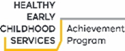 HEALTHY
EARLY
CHILDHOOD
SERVICES
Achievement
Program